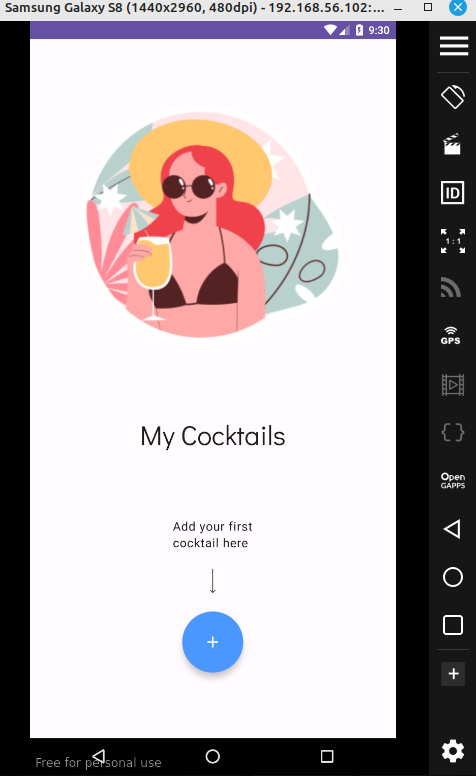 Samsung Galaxy S8 (1440x2960, 480dpi) - 192.168.56.102:...
9:30
ID
1:1
GPS
My Cocktails
Open
GAPPS
Add your first
cocktail here
+
+
Free for personal use